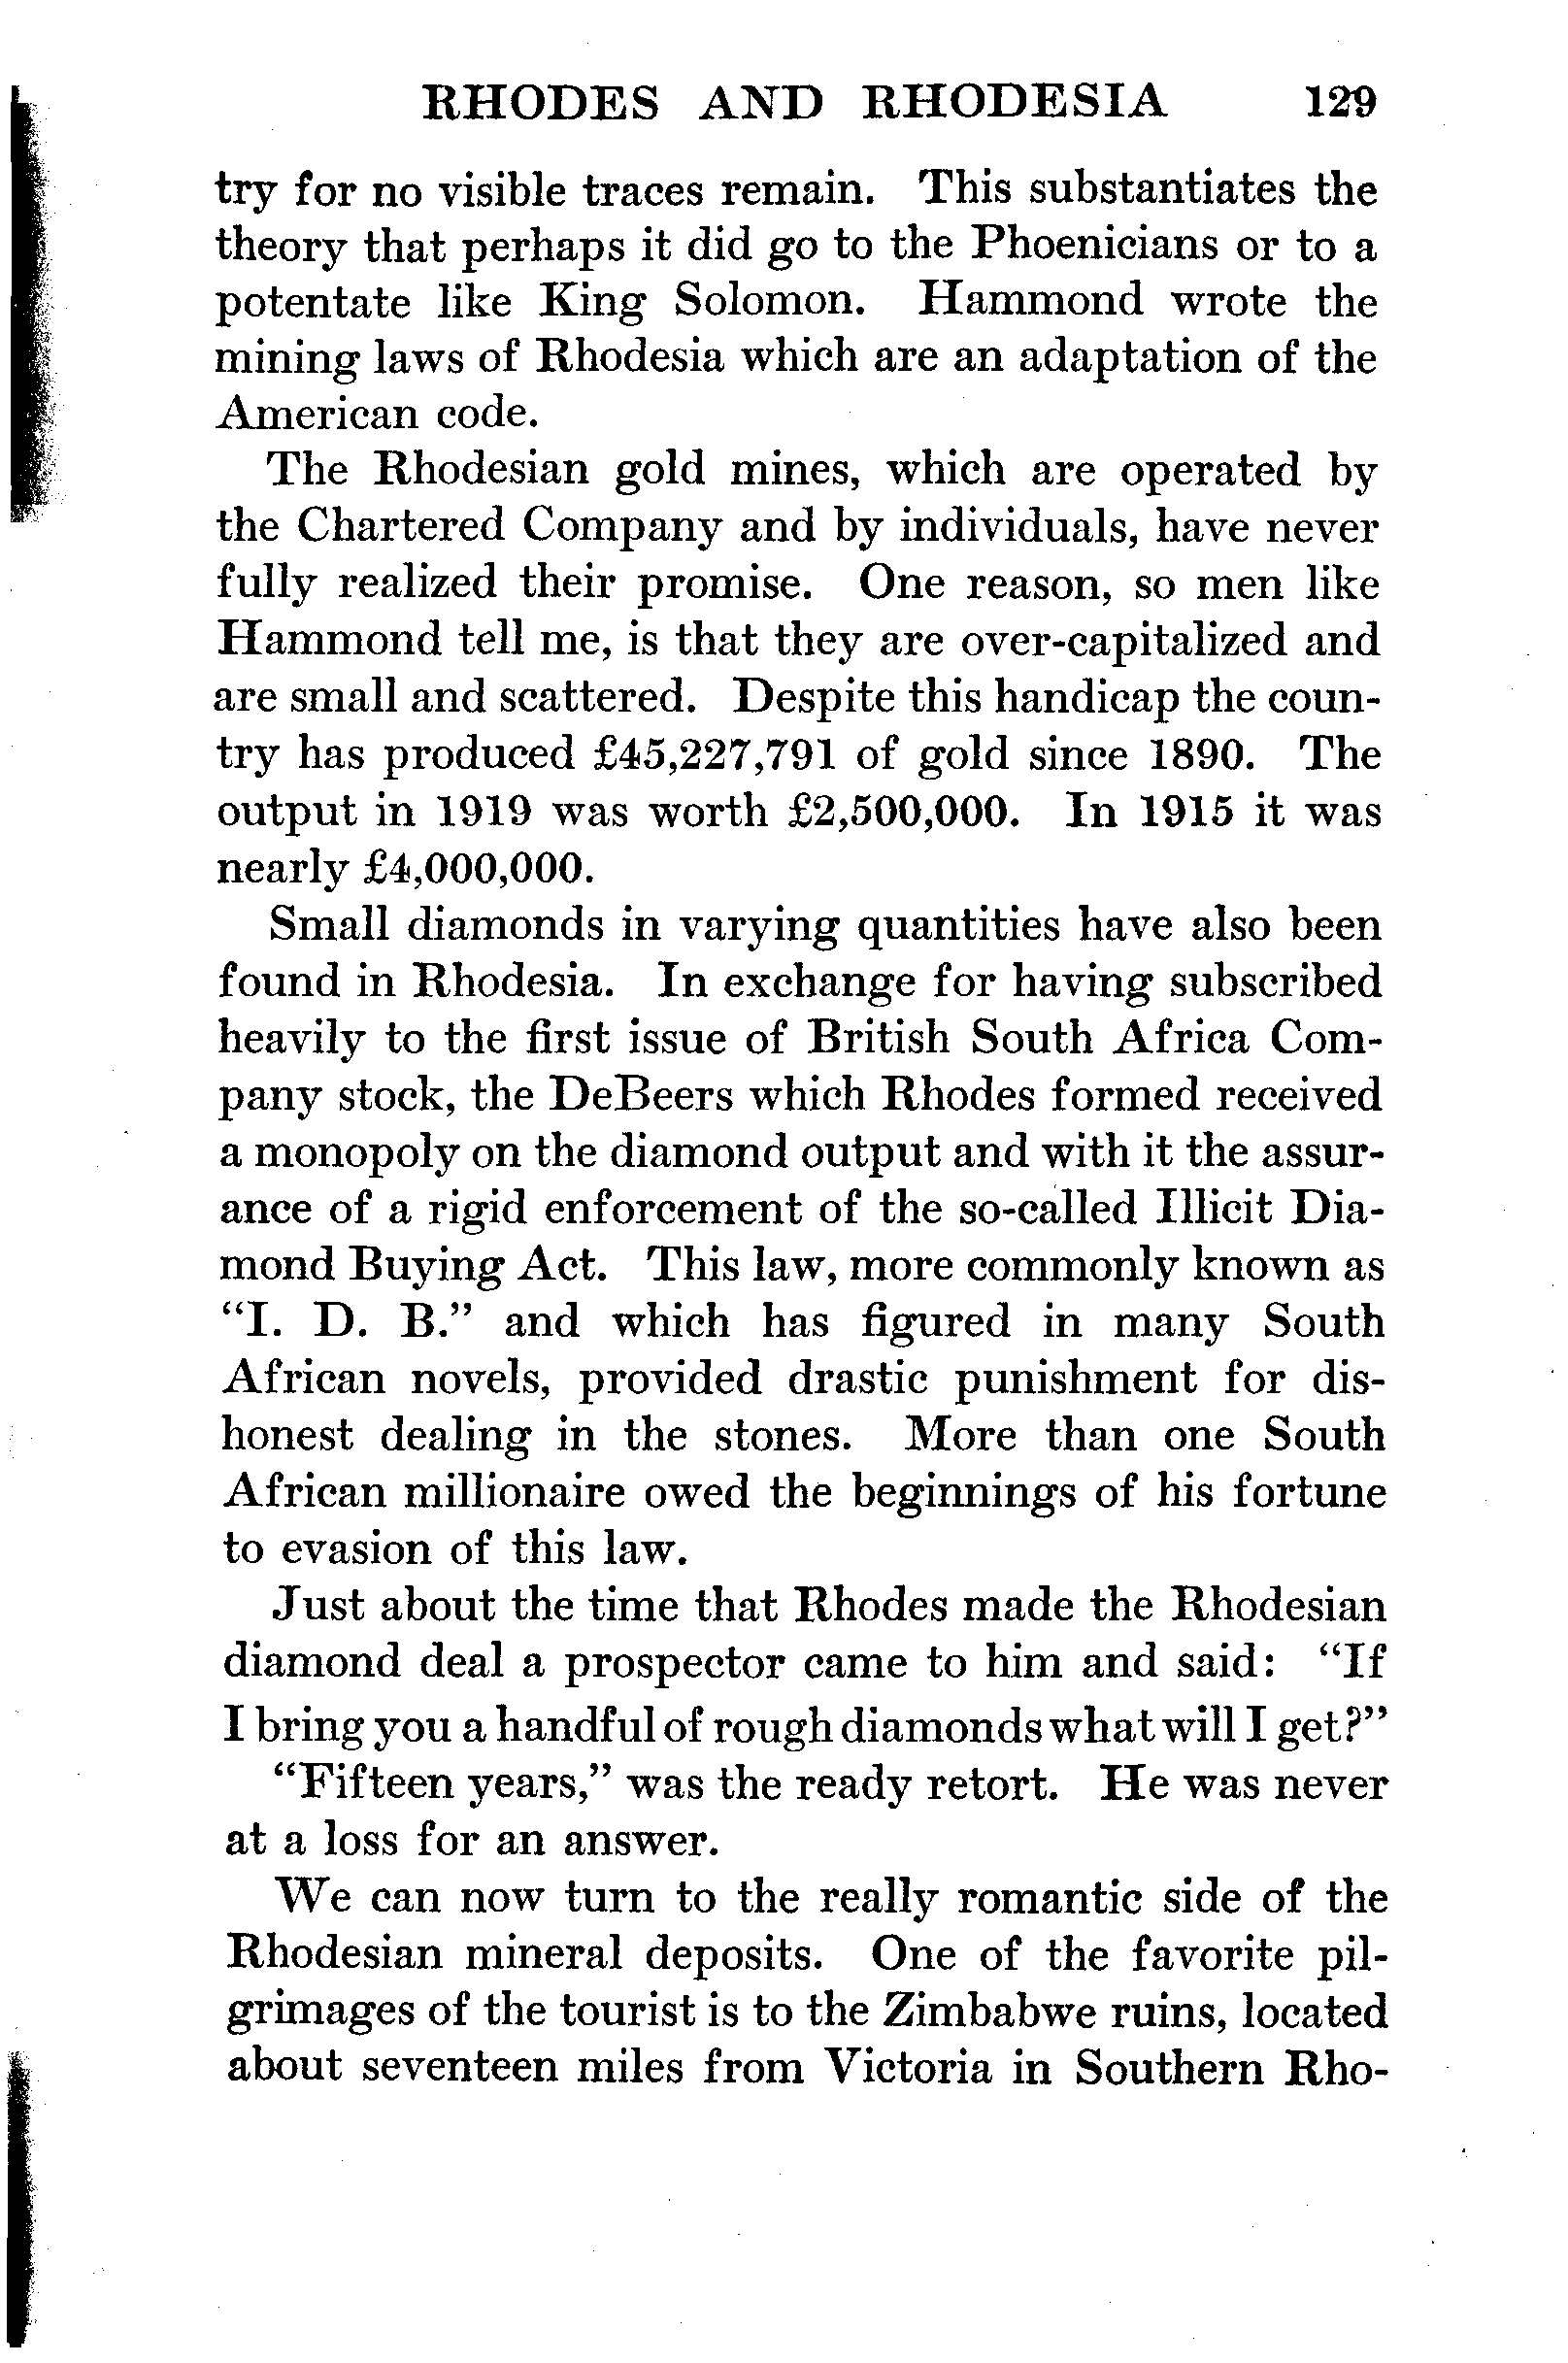 RHODES AND RHODESIA 129
try for no visible traces remain. This substantiates the
theory that perhaps it did go to the Phoenicians or to a
potentate like King Solomon. Hammond wrote the
mining laws of Rhodesia which are an adaptation of the
American code.
The Rhodesian gold mines, which are operated by
the Chartered Company and by individuals, have never
fully realized their promise. One reason, so men like
Hammond tell me, is that they are over-capitalized and
are small and scattered. Despite this handicap the coun-
try has produced £45,227,791 of gold since 1890. The
output in 1919 was worth £2,500,000. In 1915 it was
nearly £4,000,000.
Small diamonds in varying quantities have also been
found in Rhodesia. In exchange for having subscribed
heavily to the first issue of British South Africa Com-
pany stock, the DeBeers which Rhodes formed received
a monopoly on the diamond output and with it the assur-
ance of a rigid enforcement of the so-called Illicit Dia-
mond Buying Act. This law, more commonly known as
“I. D. B.” and which has figured in many South
African novels, provided drastic punishment for dis-
honest dealing in the stones. More than one South
African millionaire owed the beginnings of his fortune
to evasion of this law.
Just about the time that Rhodes made the Rhodesian
diamond deal a prospector came to him and said: “If
I bring you a handful of rough diamonds what will I get?”
“Fifteen years,” was the ready retort. He was never
at a loss for an answer.
We can now turn to the really romantic side of the
Rhodesian mineral deposits. One of the favorite pil-
grimages of the tourist is to the Zimbabwe ruins, located
about seventeen miles from Victoria in Southern Rho-